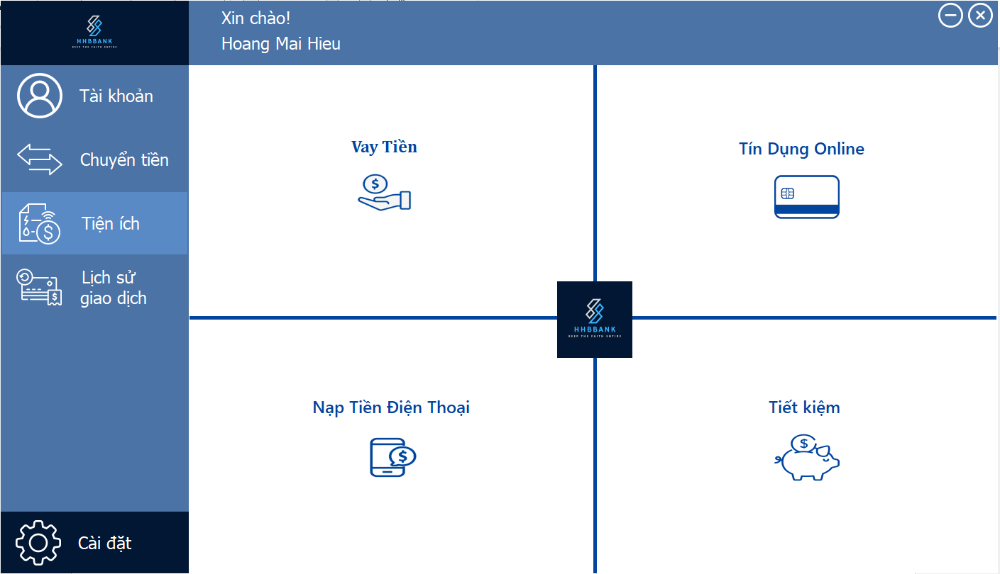 HHBBANK
KEEP THE FAITH ENTIRE
Xin chào!
Hoang Mai Hieu
Tài khoản
Chuyển tiền
Tiện ích
Lịch sử
giao dịch
Cài đặt
Vay Tiền
$
Tín Dụng Online
HHBBANK
KEEP THE FAITH ENTIRE
Nạp Tiền Điện Thoại
$
Tiết kiệm
$